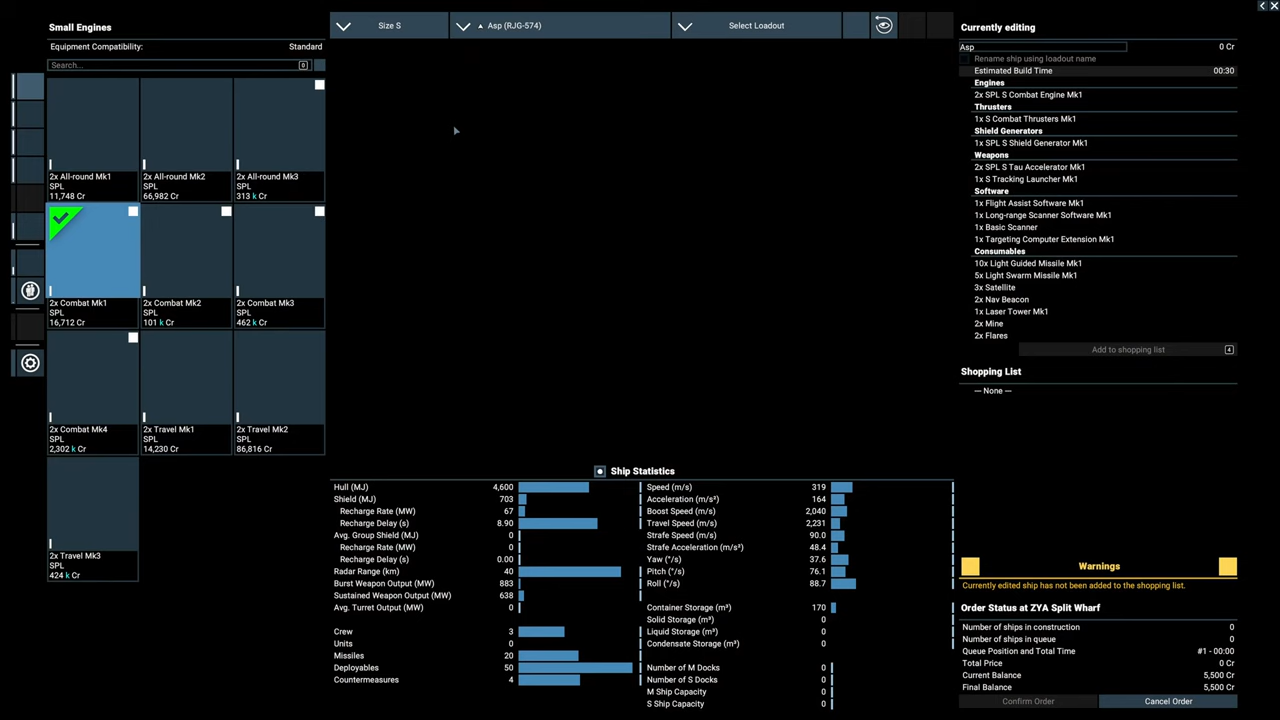 Small Engines
Equipment Compatibility: Standard
Search... 0
2x All-round Mk1
SPL
11,748 Cr
2x All-round Mk2
SPL
66,982 Cr
2x All-round Mk3
SPL
313 k Cr
2x Combat Mk1
SPL
16,712 Cr
2x Combat Mk2
SPL
101 k Cr
2x Combat Mk3
SPL
462 k Cr
2x Combat Mk4
SPL
2,302 k Cr
2x Travel Mk1
SPL
14,230 Cr
2x Travel Mk2
SPL
86,816 Cr
2x Travel Mk3
SPL
424 k Cr
Size S
Asp (RJG-574)
Select Loadout
Ship Statistics
Hull (MJ) 4,600
Shield (MJ) 703
Recharge Rate (MW) 67
Recharge Delay (s) 8.90
Avg. Group Shield (MJ) 0
Recharge Rate (MW) 0
Recharge Delay (s) 0.00
Radar Range (km) 40
Burst Weapon Output (MW) 883
Sustained Weapon Output (MW) 638
Avg. Turret Output (MW) 0
Crew 3
Units 0
Missiles 20
Deployables 50
Countermeasures 4
Speed (m/s) 319
Acceleration (m/s²) 164
Boost Speed (m/s) 2,040
Travel Speed (m/s) 2,231
Strafe Speed (m/s) 90.0
Strafe Acceleration (m/s²) 48.4
Yaw (°/s) 37.6
Pitch (°/s) 76.1
Roll (°/s) 88.7
Container Storage (m³) 170
Solid Storage (m³) 0
Liquid Storage (m³) 0
Condensate Storage (m³) 0
Number of M Docks 0
Number of S Docks 0
M Ship Capacity 0
S Ship Capacity 0
Currently editing
Asp 0 Cr
Rename ship using loadout name
Estimated Build Time 00:30
Engines
2x SPL S Combat Engine Mk1
Thrusters
1x S Combat Thrusters Mk1
Shield Generators
1x SPL S Shield Generator Mk1
Weapons
2x SPL S Tau Accelerator Mk1
1x S Tracking Launcher Mk1
Software
1x Flight Assist Software Mk1
1x Long-range Scanner Software Mk1
1x Basic Scanner
1x Targeting Computer Extension Mk1
Consumables
10x Light Guided Missile Mk1
5x Light Swarm Missile Mk1
3x Satellite
2x Nav Beacon
1x Laser Tower Mk1
2x Mine
2x Flares
Add to shopping list 4
Shopping List
— None —
Warnings
Currently edited ship has not been added to the shopping list.
Order Status at ZYA Split Wharf
Number of ships in construction 0
Number of ships in queue 0
Queue Position and Total Time #1 - 00:00
Total Price 0 Cr
Current Balance 5,500 Cr
Final Balance 5,500 Cr
Confirm Order
Cancel Order